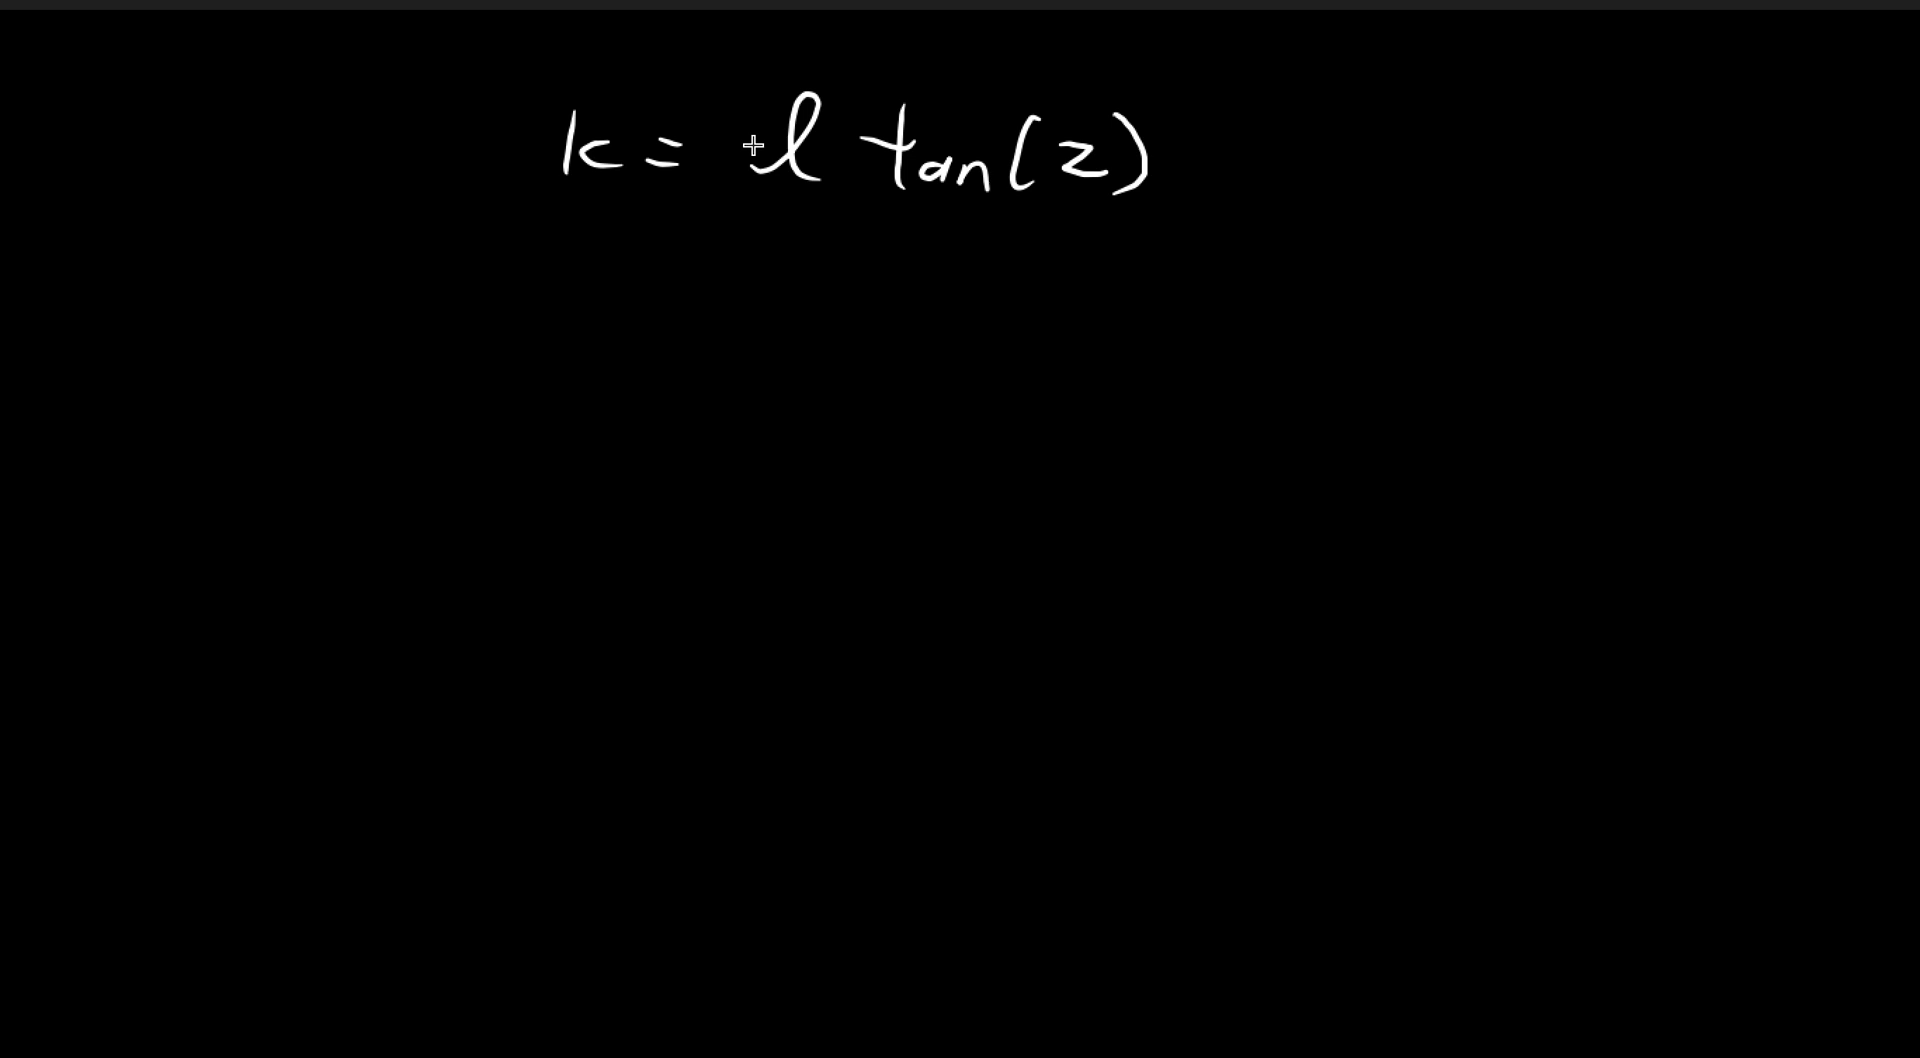 k = l tan(z)